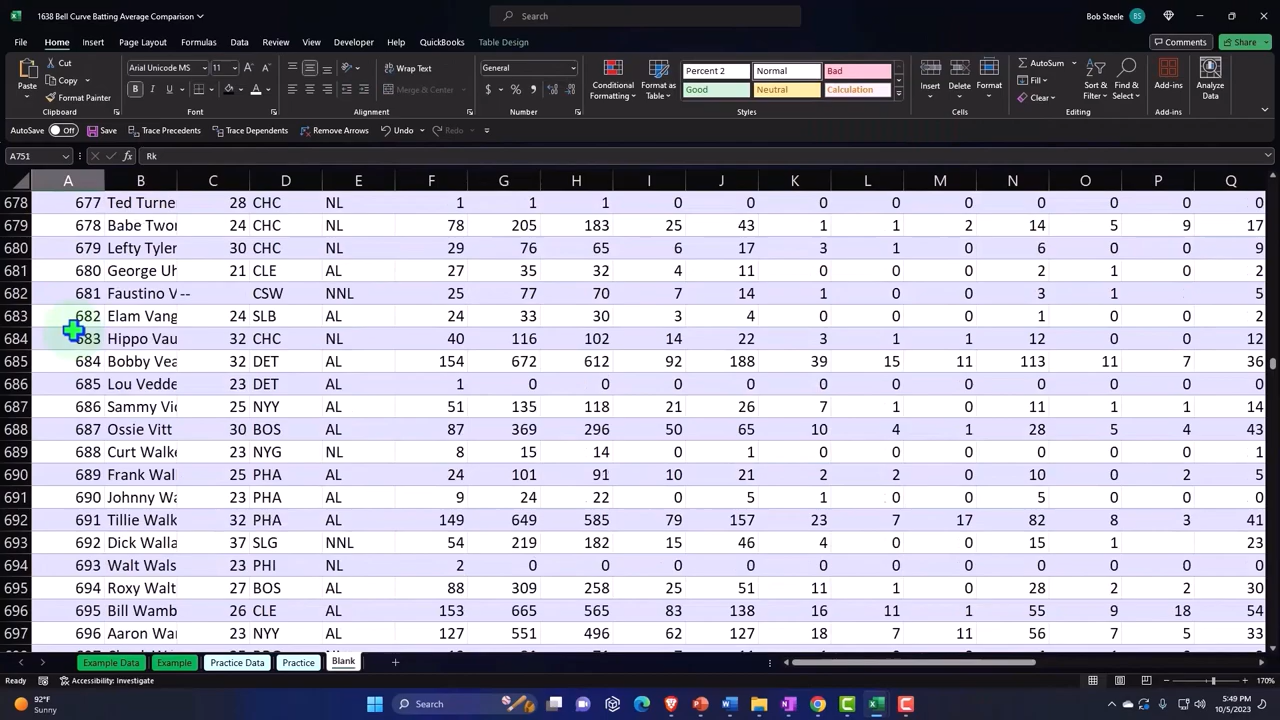 1638 Bell Curve Batting Average Comparison
Search
Bob Steele BS
File Home Insert Page Layout Formulas Data Review View Developer Help QuickBooks Table Design Comments Share
Paste Cut Copy Format Painter Clipboard
Arial Unicode MS 11 Font
Wrap Text Merge & Center Alignment
General Number
Conditional Formatting Format as Table
Percent 2 Normal Bad
Good Neutral Calculation
Styles
Insert Delete Format Cells
AutoSum Fill Clear Sort & Filter Find & Select Editing
Add-ins Add-ins
Analyze Data
AutoSave Off Save Trace Precedents Trace Dependents Remove Arrows Undo Redo
A751 fx Rk
A B C D E F G H I J K L M N O P Q
678 677 Ted Turne 28 CHC NL 1 1 1 0 0 0 0 0 0 0 0 0
679 678 Babe Twor 24 CHC NL 78 205 183 25 43 1 1 2 14 5 9 17
680 679 Lefty Tyler 30 CHC NL 29 76 65 6 17 3 1 0 6 0 0 9
681 680 George Uh 21 CLE AL 27 35 32 4 11 0 0 0 2 1 0 2
682 681 Faustino V -- CSW NNL 25 77 70 7 14 1 0 0 3 1 5
683 682 Elam Vang 24 SLB AL 24 33 30 3 4 0 0 0 1 0 0 2
684 683 Hippo Vau 32 CHC NL 40 116 102 14 22 3 1 1 12 0 0 12
685 684 Bobby Vea 32 DET AL 154 672 612 92 188 39 15 11 113 11 7 36
686 685 Lou Vedde 23 DET AL 1 0 0 0 0 0 0 0 0 0 0 0
687 686 Sammy Vic 25 NYY AL 51 135 118 21 26 7 1 0 11 1 1 14
688 687 Ossie Vitt 30 BOS AL 87 369 296 50 65 10 4 1 28 5 4 43
689 688 Curt Walke 23 NYG NL 8 15 14 0 1 0 0 0 0 0 0 1
690 689 Frank Wal 25 PHA AL 24 101 91 10 21 2 2 0 10 0 2 5
691 690 Johnny Wa 23 PHA AL 9 24 22 0 5 1 0 0 5 0 0 0
692 691 Tillie Walk 32 PHA AL 149 649 585 79 157 23 7 17 82 8 3 41
693 692 Dick Walla 37 SLG NNL 54 219 182 15 46 4 0 0 15 1 23
694 693 Walt Wals 23 PHI NL 2 0 0 0 0 0 0 0 0 0 0 0
695 694 Roxy Walt 27 BOS AL 88 309 258 25 51 11 1 0 28 2 2 30
696 695 Bill Wamb 26 CLE AL 153 665 565 83 138 16 11 1 55 9 18 54
697 696 Aaron War 23 NYY AL 127 551 496 62 127 18 7 11 56 7 5 33
Example Data Example Practice Data Practice Blank
Ready Accessibility: Investigate 170%
92°F
Sunny
Search
5:49 PM
10/5/2023